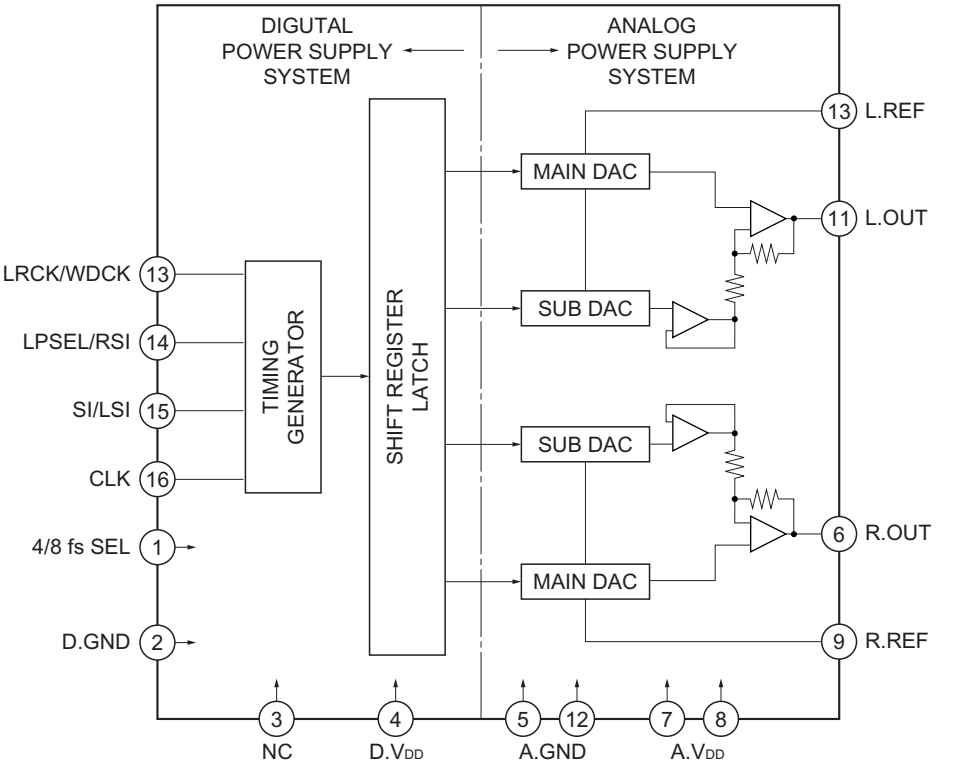 DIGUTAL
POWER SUPPLY
SYSTEM
ANALOG
POWER SUPPLY
SYSTEM
13 L.REF
MAIN DAC
11 L.OUT
LRCK/WDCK 13
SUB DAC
LPSEL/RSI 14
TIMING
GENERATOR
SHIFT REGISTER
LATCH
SI/LSI 15
SUB DAC
CLK 16
4/8 fs SEL 1
6 R.OUT
MAIN DAC
D.GND 2
9 R.REF
3
4
5
12
7
8
NC
D.VDD
A.GND
A.VDD